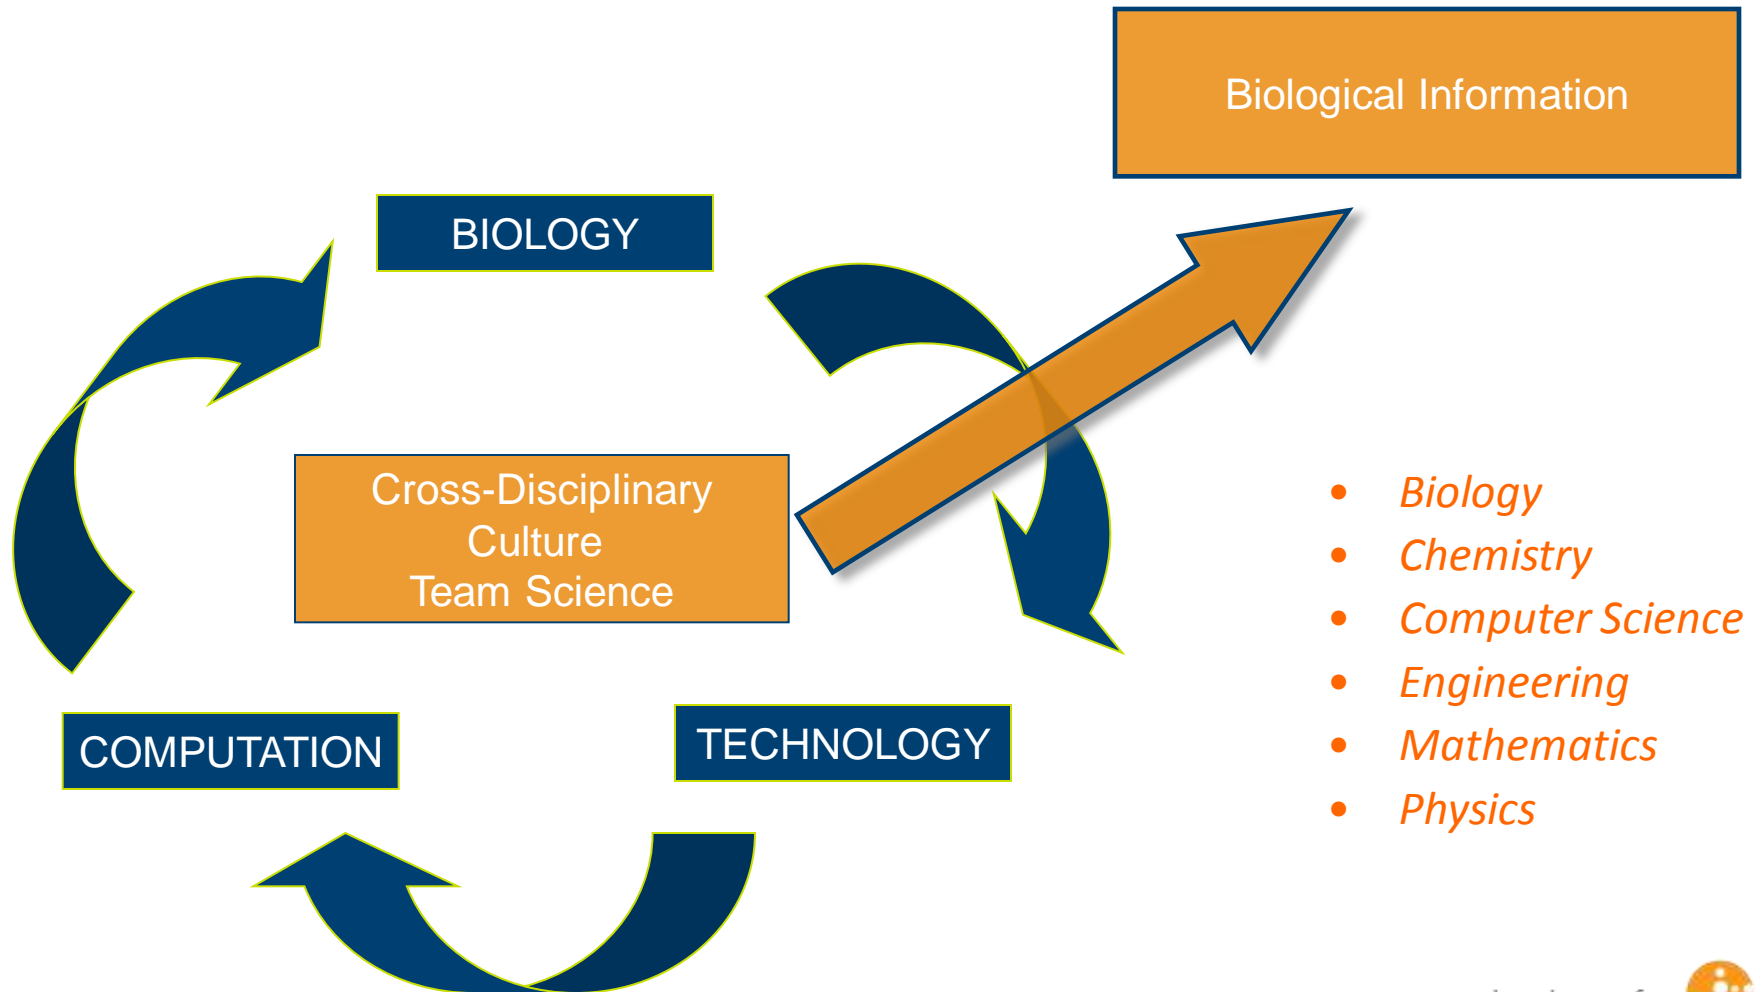 Biological Information
BIOLOGY
Cross-Disciplinary
Culture
Team Science
COMPUTATION
TECHNOLOGY
• Biology
• Chemistry
• Computer Science
• Engineering
• Mathematics
• Physics